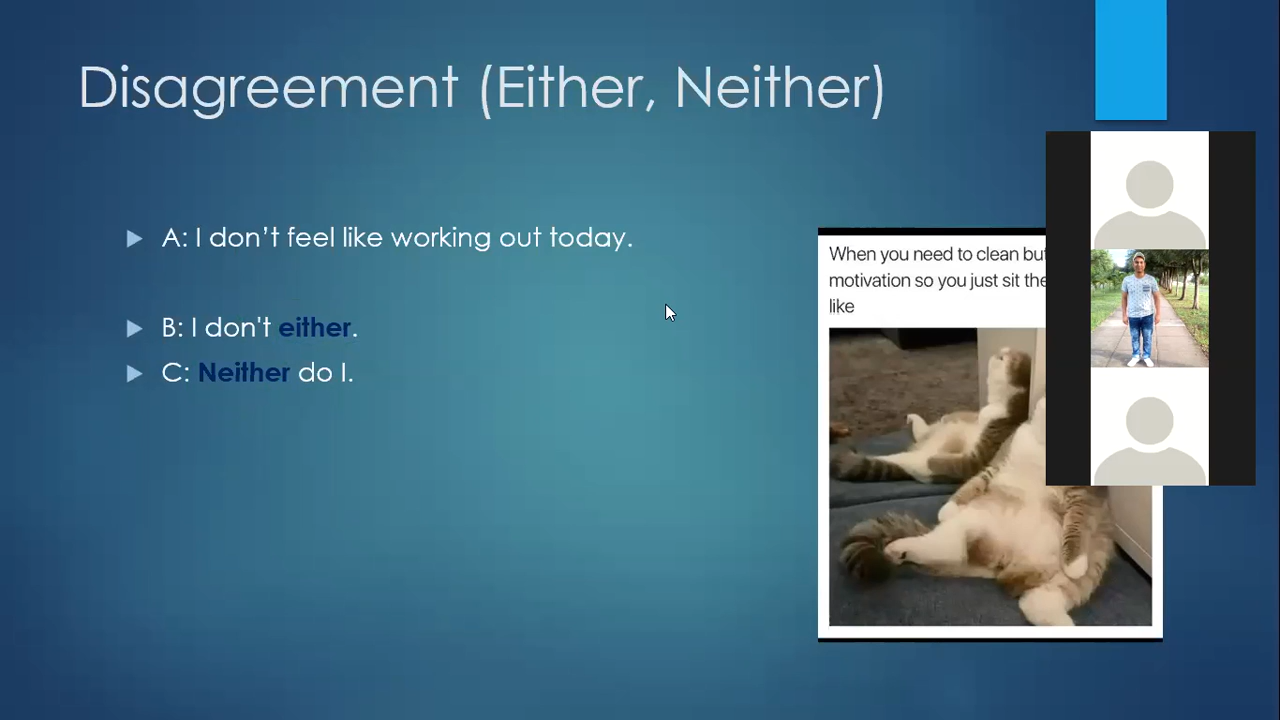 Disagreement (Either, Neither)
A: I don’t feel like working out today.
B: I don't either.
C: Neither do I.
When you need to clean but
motivation so you just sit
like